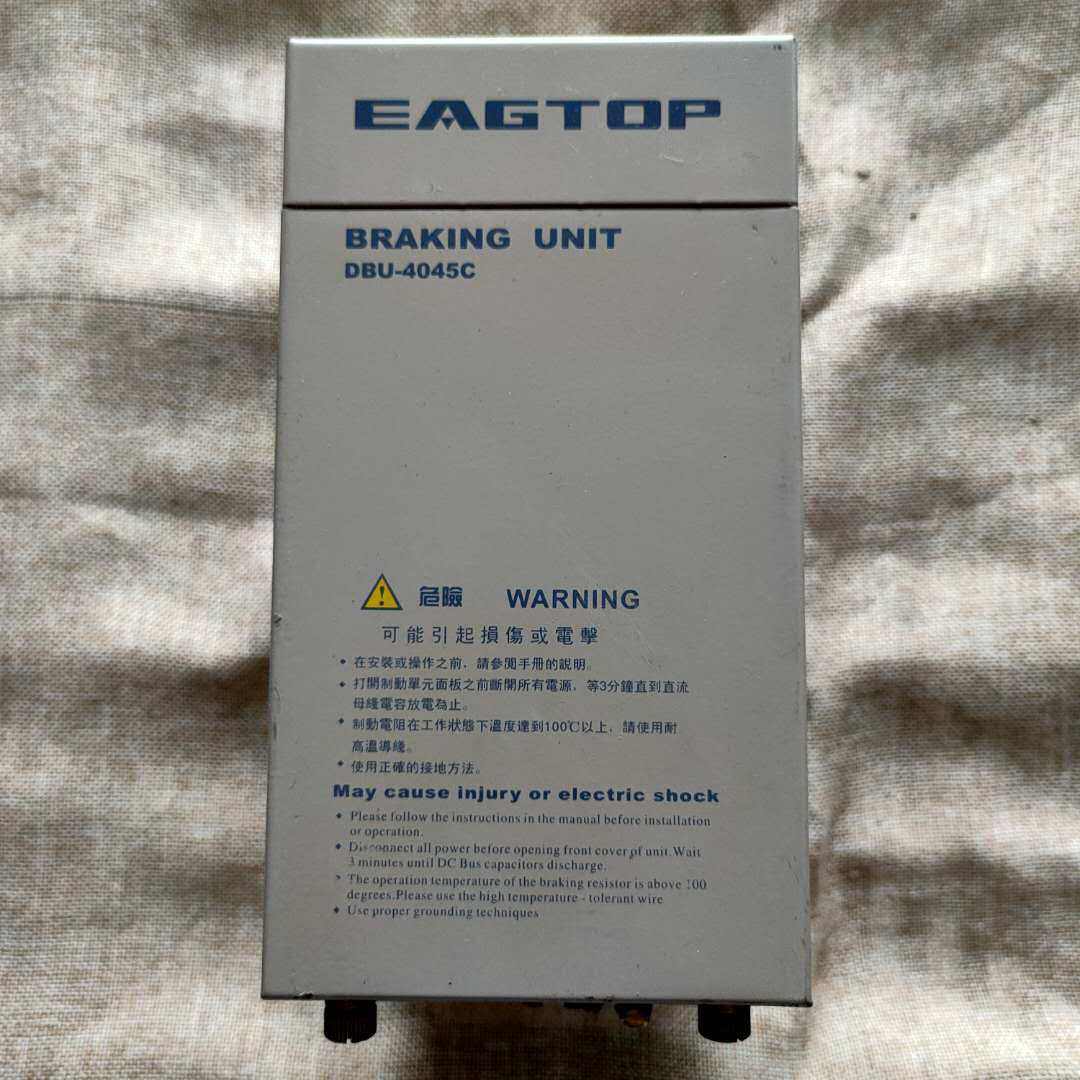 EAGTOP
BRAKING UNIT
DBU-4045C
危險 WARNING
可能引起損傷或電擊
◆ 在安裝或操作之前，請參閱手冊的說明。
◆ 打開制動單元面板之前斷開所有電源，等3分鐘直到直流
母綫電容放電為止。
◆ 制動電阻在工作狀態下溫度達到100℃以上，請使用耐
高溫導綫。
◆ 使用正確的接地方法。
May cause injury or electric shock
◆ Please follow the instructions in the manual before installation
or operation.
◆ Disconnect all power before opening front cover of unit.Wait
3 minutes until DC Bus capacitors discharge.
◆ The operation temperature of the braking resistor is above 100
degrees.Please use the high temperature - tolerant wire
◆ Use proper grounding techniques